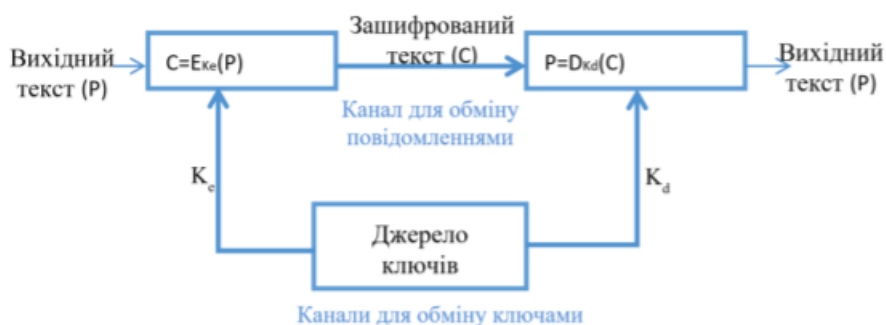 Вихідний
текст (P)
C=EKe(P)
Зашифрований
текст (C)
P=DKd(C)
Вихідний
текст (P)
Канал для обміну
повідомленнями
Ke
Kd
Джерело
ключів
Канали для обміну ключами